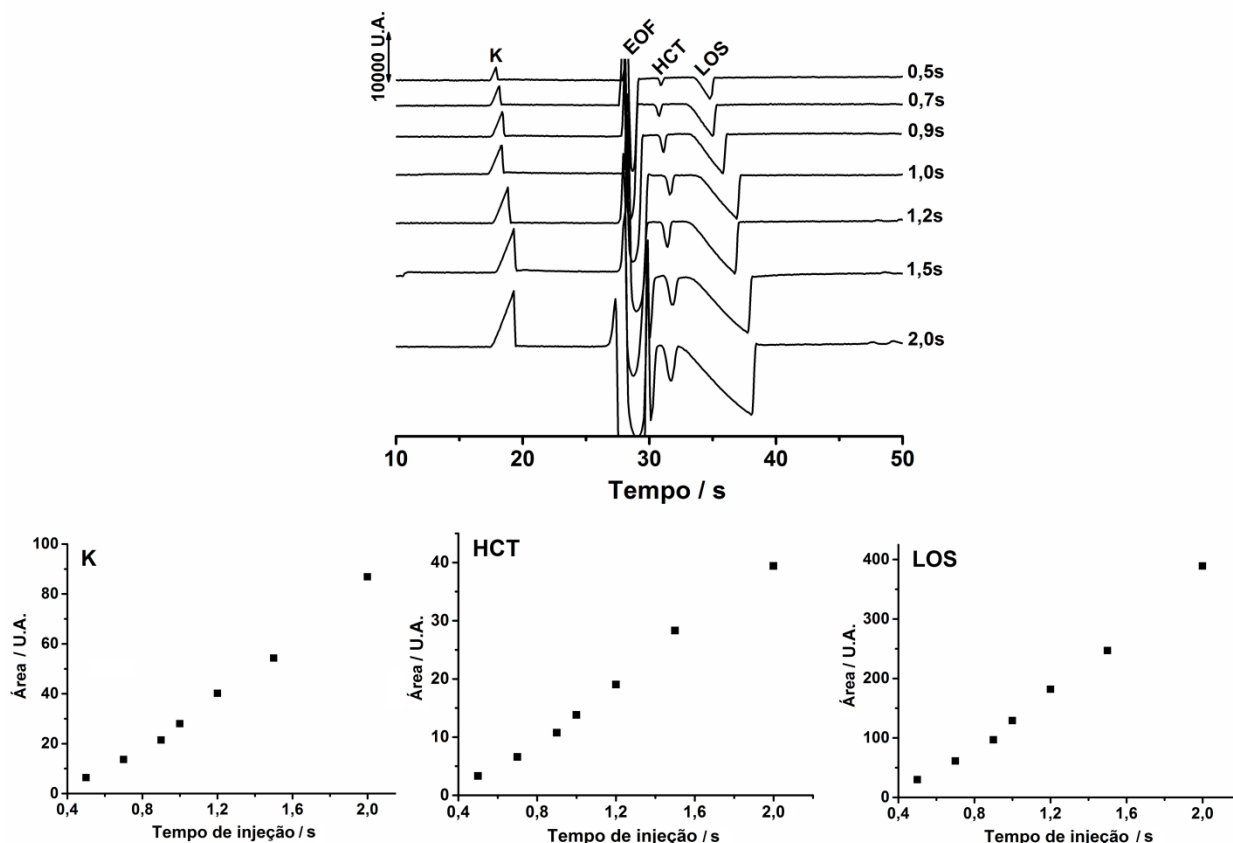 10000 U.A.
K
EOF
HCT
LOS
0,5s
0,7s
0,9s
1,0s
1,2s
1,5s
2,0s
10 20 30 40 50
Tempo / s
K
100
80
60
40
20
0
Área / U.A.
0,4 0,8 1,2 1,6 2,0
Tempo de injeção / s
HCT
40
30
20
10
0
Área / U.A.
0,4 0,8 1,2 1,6 2,0
Tempo de injeção / s
LOS
400
300
200
100
0
Área / U.A.
0,4 0,8 1,2 1,6 2,0
Tempo de injeção / s